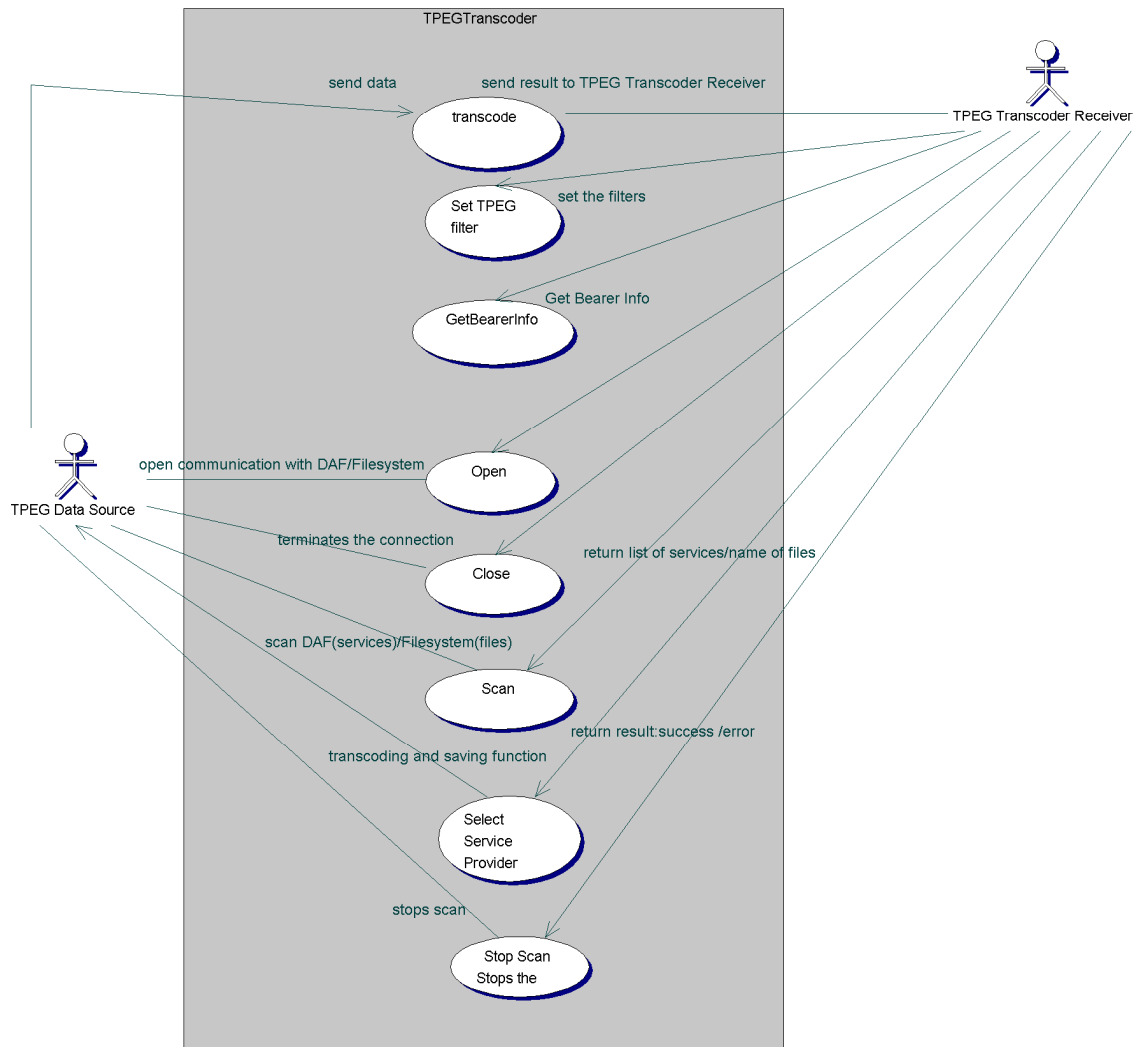 TPEGTranscoder
send data
send result to TPEG Transcoder Receiver
transcode
TPEG Transcoder Receiver
Set TPEG
filter
set the filters
Get Bearer Info
GetBearerInfo
open communication with DAF/Filesystem
Open
TPEG Data Source
terminates the connection
return list of services/name of files
Close
scan DAF(services)/Filesystem(files)
Scan
return result:success /error
transcoding and saving function
Select
Service
Provider
stops scan
Stop Scan
Stops the